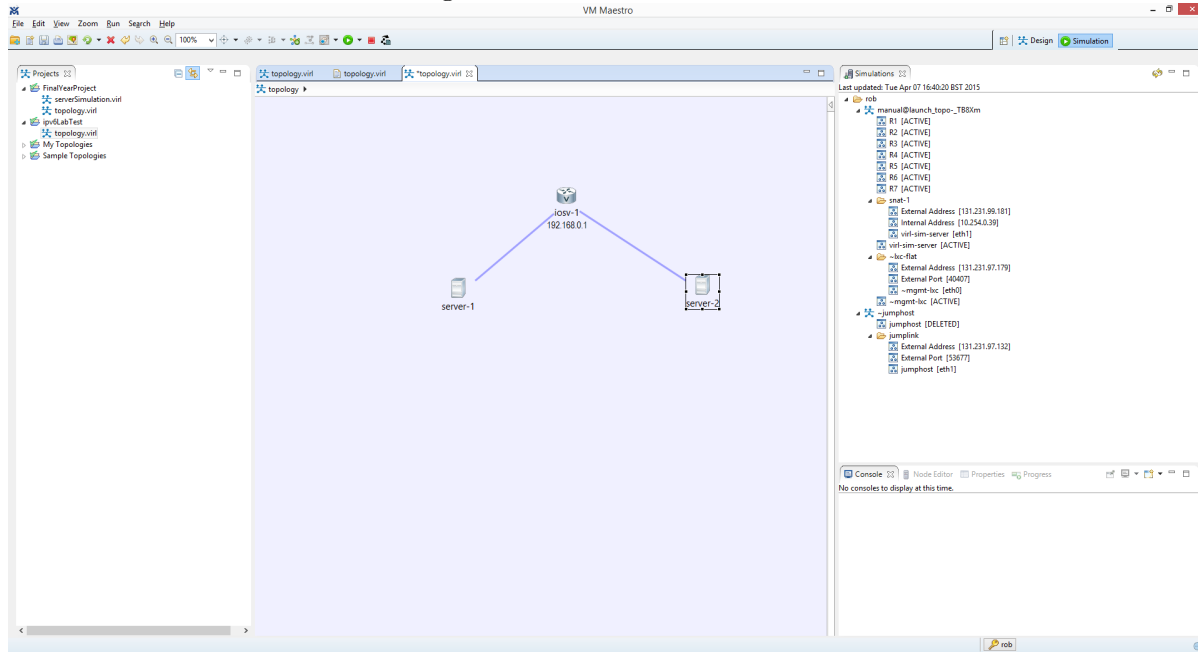 VM Maestro
File Edit View Zoom Run Search Help
100%
Design Simulation
Projects
FinalYearProject
serverSimulation.virl
topology.virl
ipv6LabTest
topology.virl
My Topologies
Sample Topologies
topology.virl topology.virl *topology.virl
topology
iosv-1
192.168.0.1
server-1
server-2
Simulations
Last updated: Tue Apr 07 16:40:20 BST 2015
rob
manual@launch_topo-_TB8Xm
R1 [ACTIVE]
R2 [ACTIVE]
R3 [ACTIVE]
R4 [ACTIVE]
R5 [ACTIVE]
R6 [ACTIVE]
R7 [ACTIVE]
snat-1
External Address [131.231.99.181]
Internal Address [10.254.0.39]
virl-sim-server [eth1]
virl-sim-server [ACTIVE]
~lxc-flat
External Address [131.231.97.179]
External Port [40407]
~mgmt-lxc [eth0]
~mgmt-lxc [ACTIVE]
~jumphost
jumphost [DELETED]
jumplink
External Address [131.231.97.132]
External Port [53677]
jumphost [eth1]
Console Node Editor Properties Progress
No consoles to display at this time.
rob